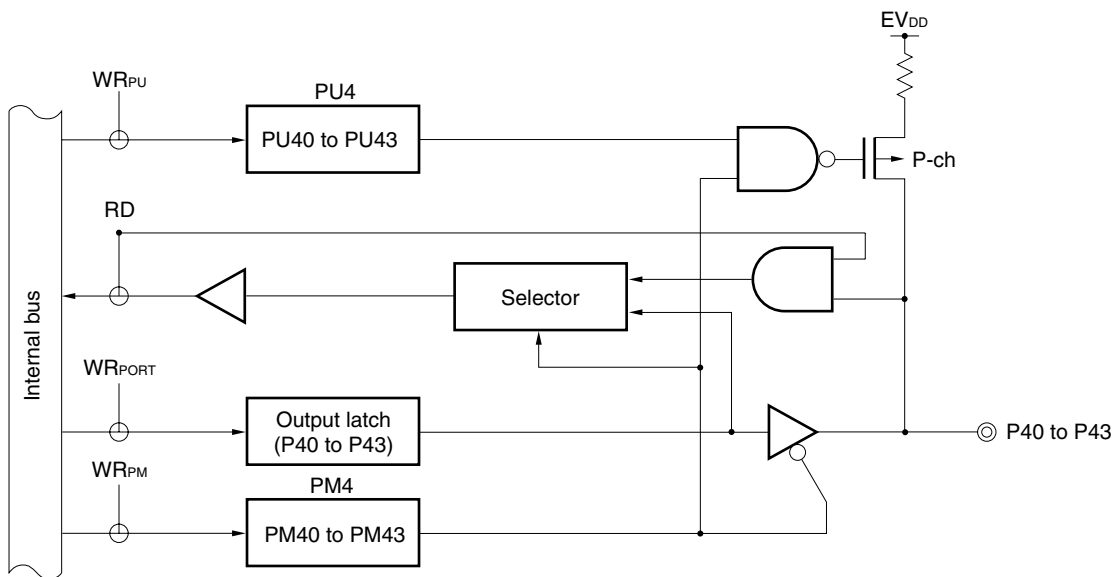 EVDD
WRPU
PU4
PU40 to PU43
P-ch
RD
Selector
Internal bus
WRPORT
Output latch
(P40 to P43)
P40 to P43
WRPM
PM4
PM40 to PM43